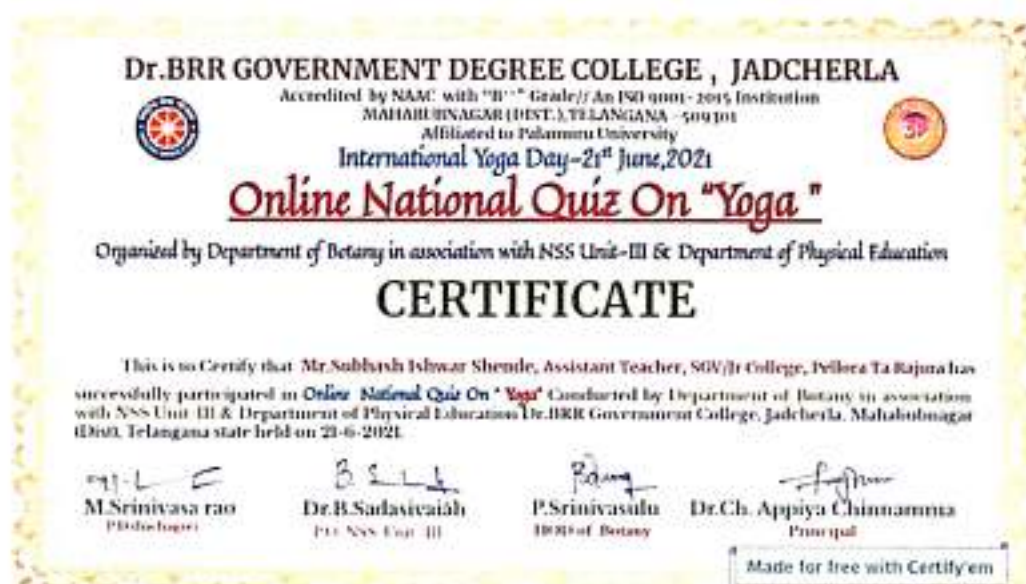 Dr.BRR GOVERNMENT DEGREE COLLEGE , JADCHERLA
Accredited by NAAC with "B++" Grade// An ISO 9001- 2015 Institution
MAHABUBNAGAR (DIST.), TELANGANA - 509301
Affiliated to Palamuru University
International Yoga Day-21st June,2021
Online National Quiz On "Yoga "
Organized by Department of Botany in association with NSS Unit-III & Department of Physical Education
CERTIFICATE
This is to Certify that Mr.Subhash Ishwar Shende, Assistant Teacher, SGV/Jr College, Pellora Ta Rajura has
successfully participated in Online National Quiz On " Yoga" Conducted by Department of Botany in association
with NSS Unit III & Department of Physical Education Dr.BRR Government College, Jadcherla. Mahabubnagar
(Dist), Telangana state held on 21-6-2021.
M.Srinivasa rao Dr.B.Sadasivaiah P.Srinivasulu Dr.Ch. Appiya Chinnamma
PO NSS Unit III HOD of Botany Principal
Made for free with Certify'em